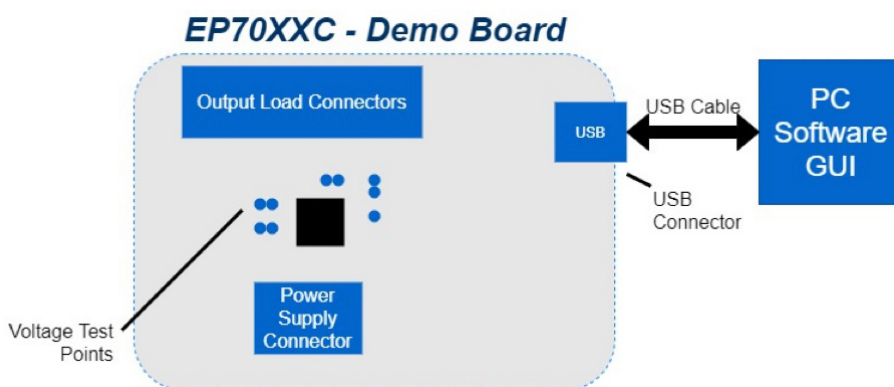 EP70XXC - Demo Board
Output Load Connectors
USB
USB Cable
PC
Software
GUI
USB
Connector
Power
Supply
Connector
Voltage Test
Points